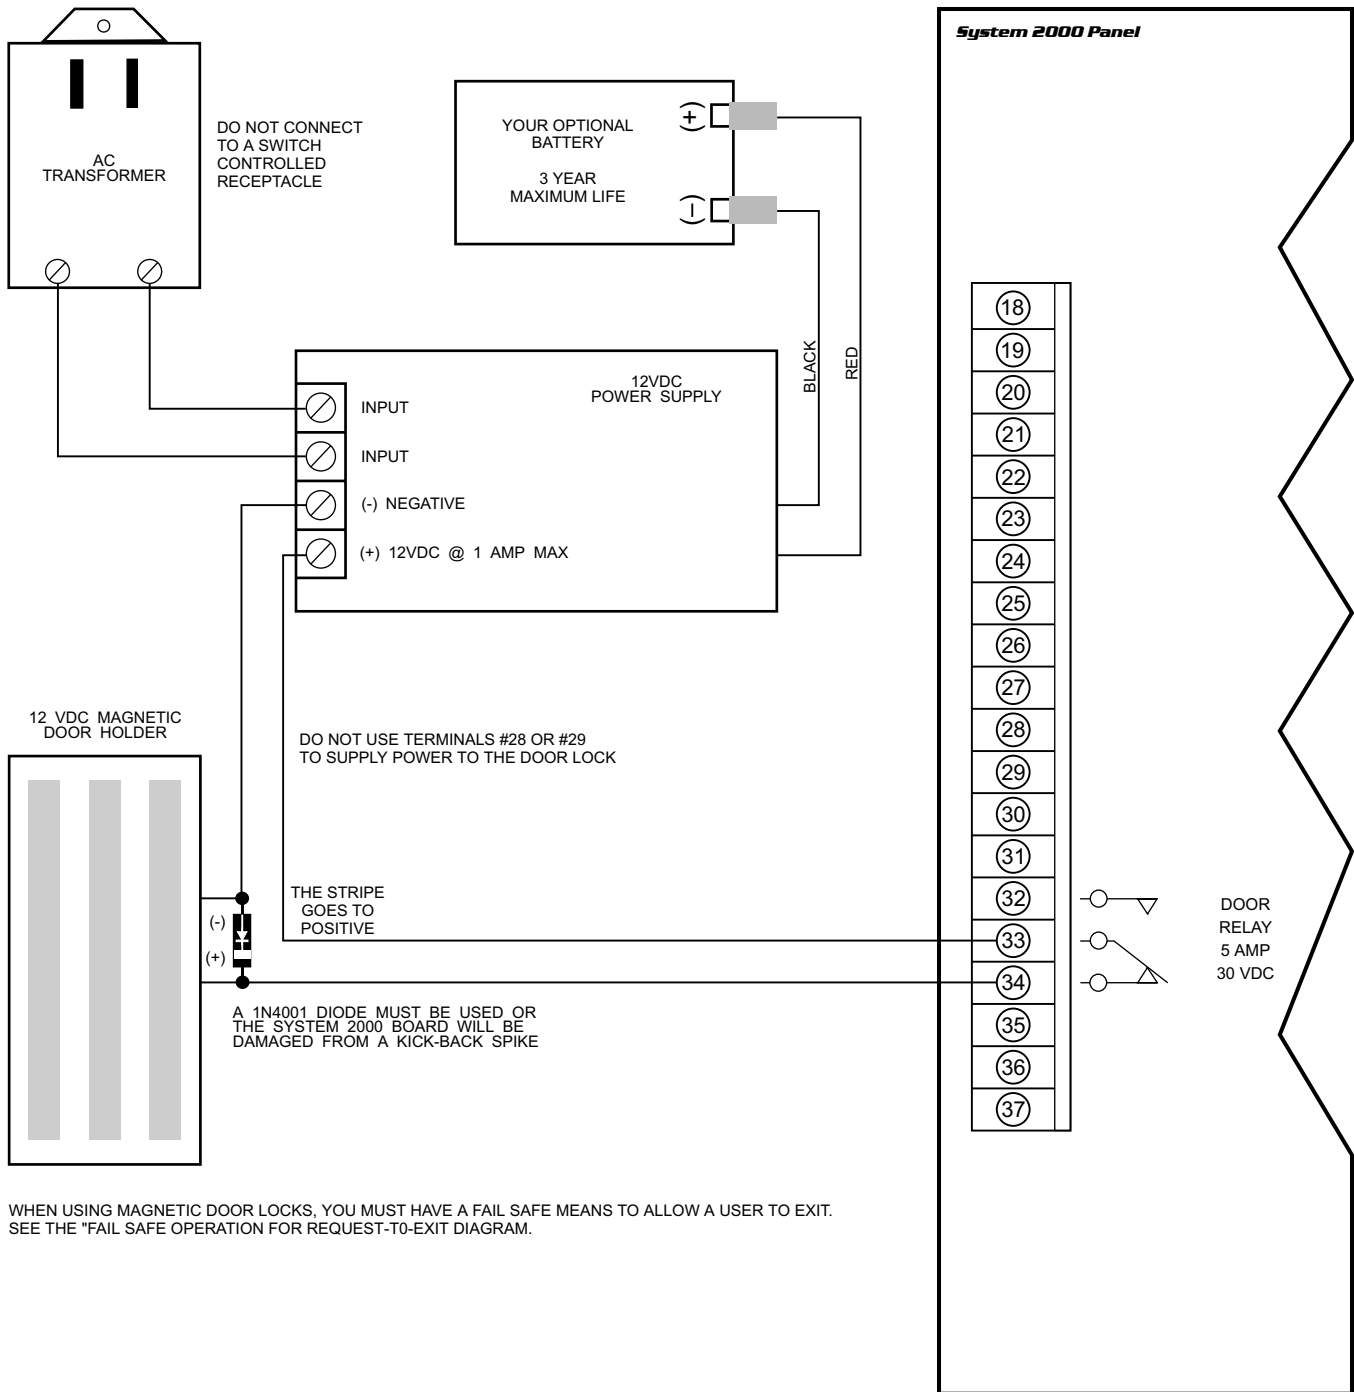 System 2000 Panel
AC
TRANSFORMER
DO NOT CONNECT
TO A SWITCH
CONTROLLED
RECEPTACLE
YOUR OPTIONAL
BATTERY
3 YEAR
MAXIMUM LIFE
(+)
(-)
BLACK
RED
12VDC
POWER SUPPLY
INPUT
INPUT
(-) NEGATIVE
(+) 12VDC @ 1 AMP MAX
18
19
20
21
22
23
24
25
26
27
28
29
30
31
32
33
34
35
36
37
12 VDC MAGNETIC
DOOR HOLDER
DO NOT USE TERMINALS #28 OR #29
TO SUPPLY POWER TO THE DOOR LOCK
THE STRIPE
GOES TO
POSITIVE
(-)
(+)
DOOR
RELAY
5 AMP
30 VDC
A 1N4001 DIODE MUST BE USED OR
THE SYSTEM 2000 BOARD WILL BE
DAMAGED FROM A KICK-BACK SPIKE
WHEN USING MAGNETIC DOOR LOCKS, YOU MUST HAVE A FAIL SAFE MEANS TO ALLOW A USER TO EXIT.
SEE THE "FAIL SAFE OPERATION FOR REQUEST-T0-EXIT DIAGRAM.